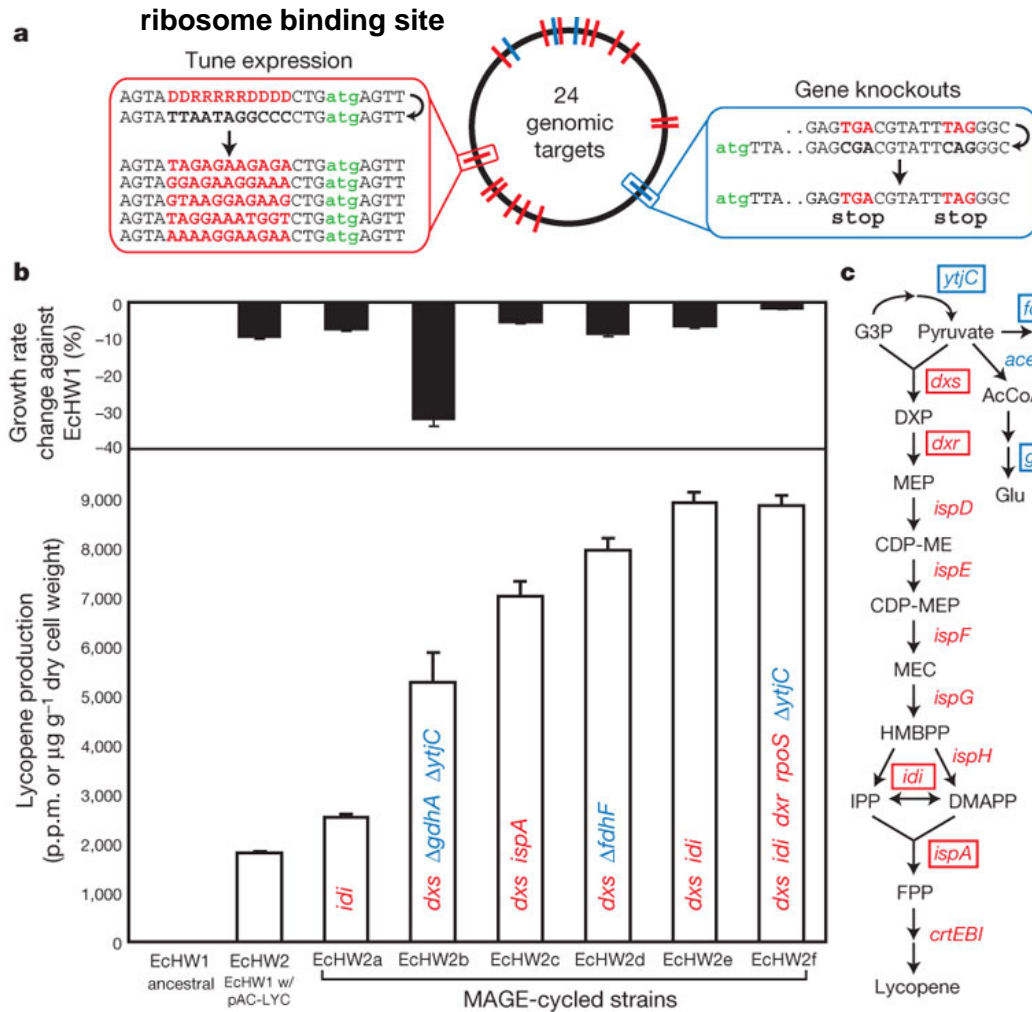 ribosome binding site
a
Tune expression
AGTADDRRRRRDDDDCTGatgAGTT
AGTATTAATAGGCCCCTGatgAGTT
AGTATAGAGAAGAGACTGatgAGTT
AGTAGGAGAAGGAAACTGatgAGTT
AGTAGTAAGGAGAAGCTGatgAGTT
AGTATAGGAAATGGTCTGatgAGTT
AGTAAAAAGGAAGAACTGatgAGTT
24
genomic
targets
Gene knockouts
..GAGTGACGTATTTAGGGC
atgTTA..GAGCGACGTATTCAGGGC
atgTTA..GAGTGACGTATTTAGGGC
stop stop
b
Growth rate
change against
EcHW1 (%)
0
−10
−20
−30
−40
Lycopene production
(p.p.m. or µg g⁻¹ dry cell weight)
9,000
8,000
7,000
6,000
5,000
4,000
3,000
2,000
1,000
0
idi
dxs ΔgdhA ΔytjC
dxs ispA
dxs ΔfdhF
dxs idi
dxs idi dxr rpoS ΔytjC
EcHW1
ancestral
EcHW2
EcHW1 w/
pAC-LYC
EcHW2a EcHW2b EcHW2c EcHW2d EcHW2e EcHW2f
MAGE-cycled strains
c
ytjC
G3P Pyruvate
dxs
ace
AcCoA
DXP
dxr
g
MEP
Glu
ispD
CDP-ME
ispE
CDP-MEP
ispF
MEC
ispG
HMBPP
ispH
idi
IPP DMAPP
ispA
FPP
crtEBI
Lycopene